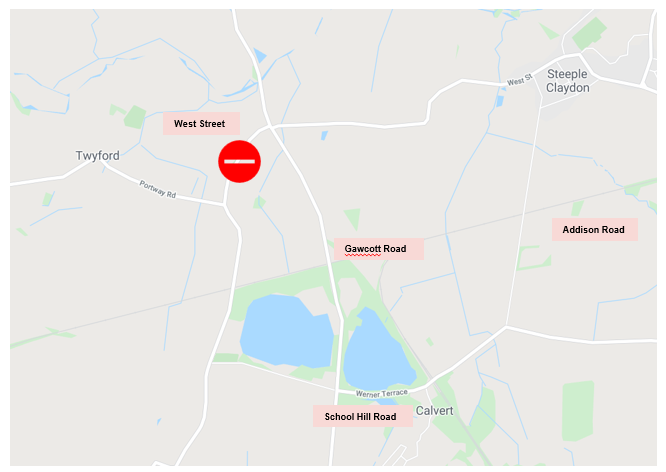 West St
Steeple
Claydon
West Street
Twyford
Portway Rd
Addison Road
Gawcott Road
Werner Terrace
School Hill Road
Calvert